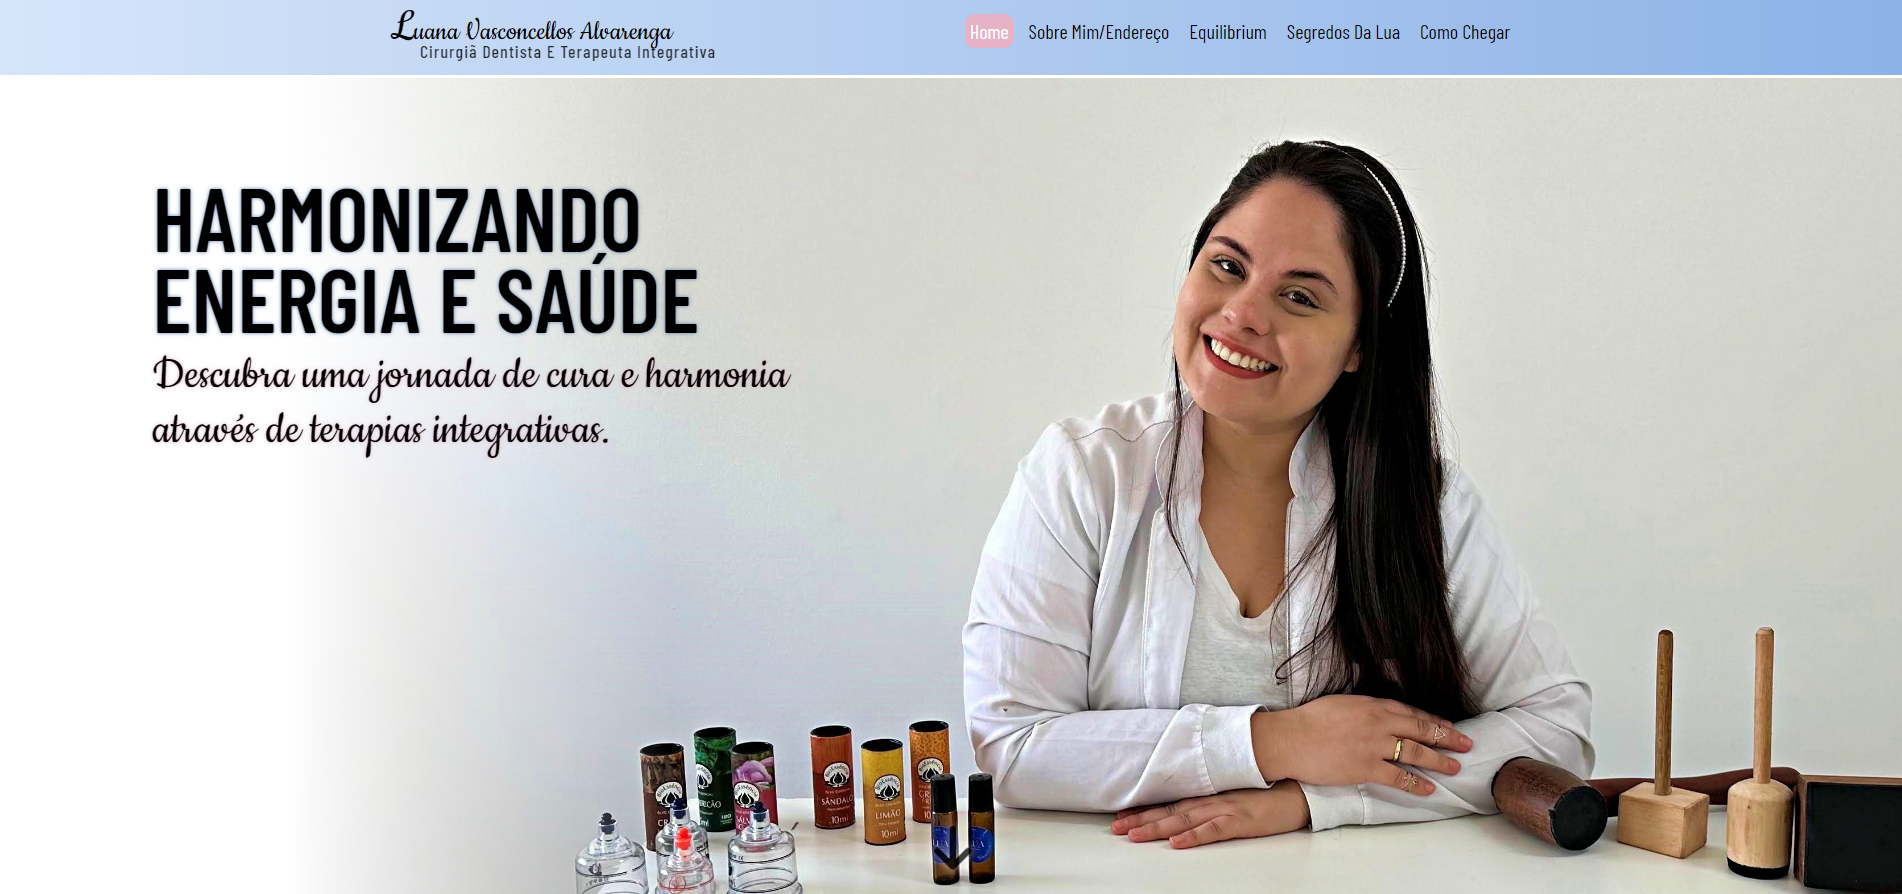 Luana Vasconcellos Alvarenga
Cirurgiã Dentista E Terapeuta Integrativa
Home
Sobre Mim/Endereço
Equilibrium
Segredos Da Lua
Como Chegar
HARMONIZANDO
ENERGIA E SAÚDE
Descubra uma jornada de cura e harmonia
através de terapias integrativas.
SÂNDALO
10ml
LIMÃO
10ml